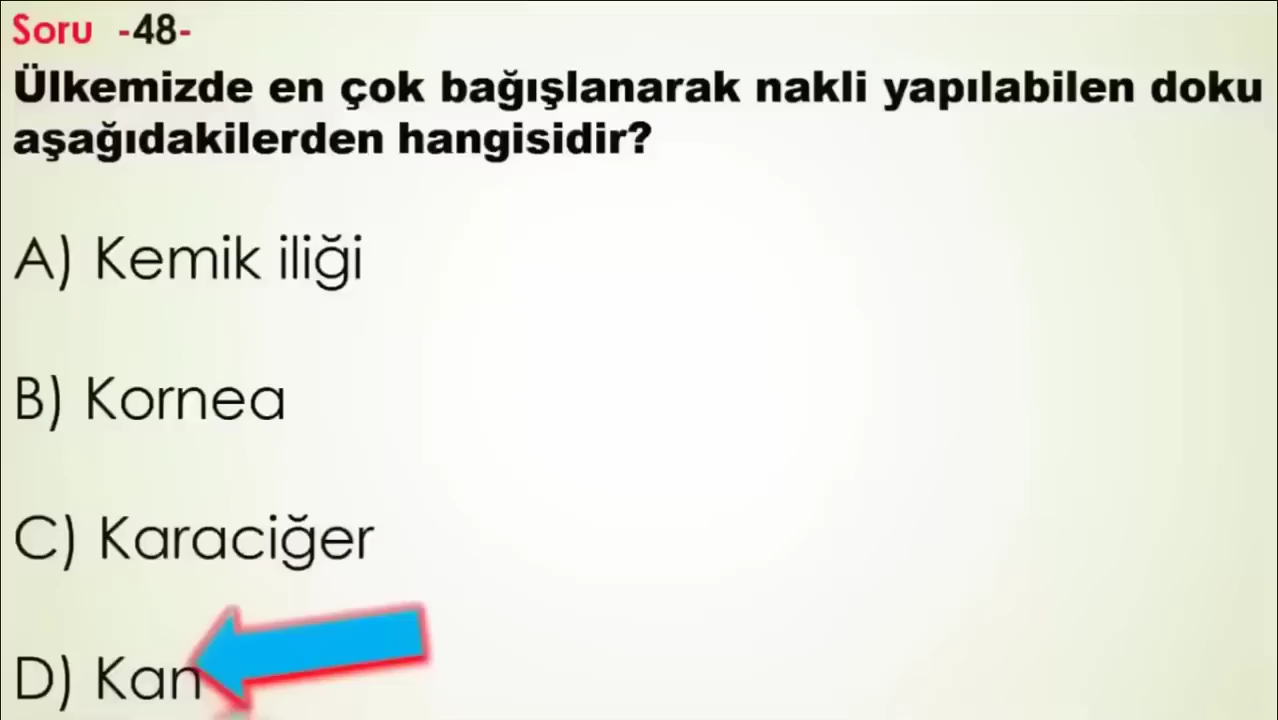 Soru -48-
Ülkemizde en çok bağışlanarak nakli yapılabilen doku
aşağıdakilerden hangisidir?
A) Kemik iliği
B) Kornea
C) Karaciğer
D) Kan